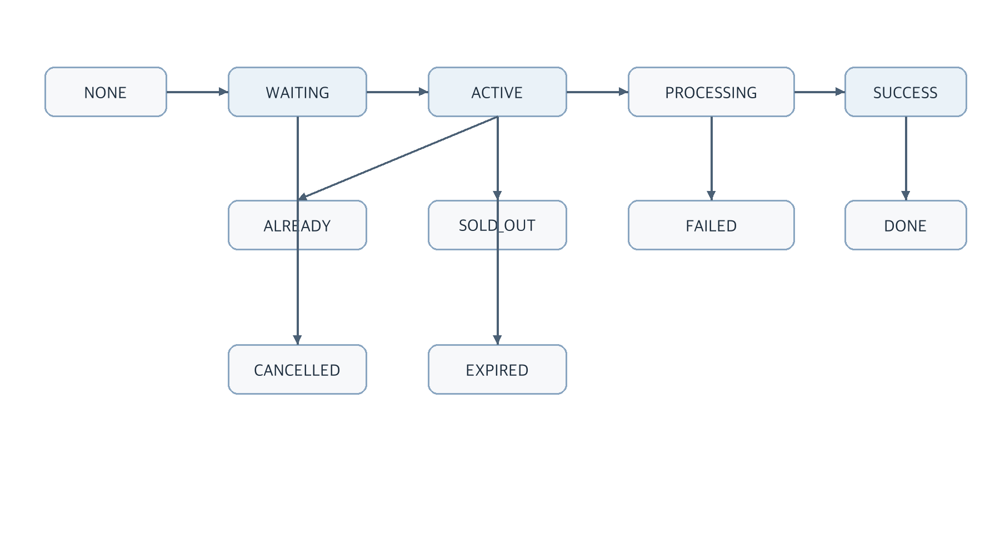 NONE
WAITING
ACTIVE
PROCESSING
SUCCESS
ALREADY
SOLD_OUT
FAILED
DONE
CANCELLED
EXPIRED